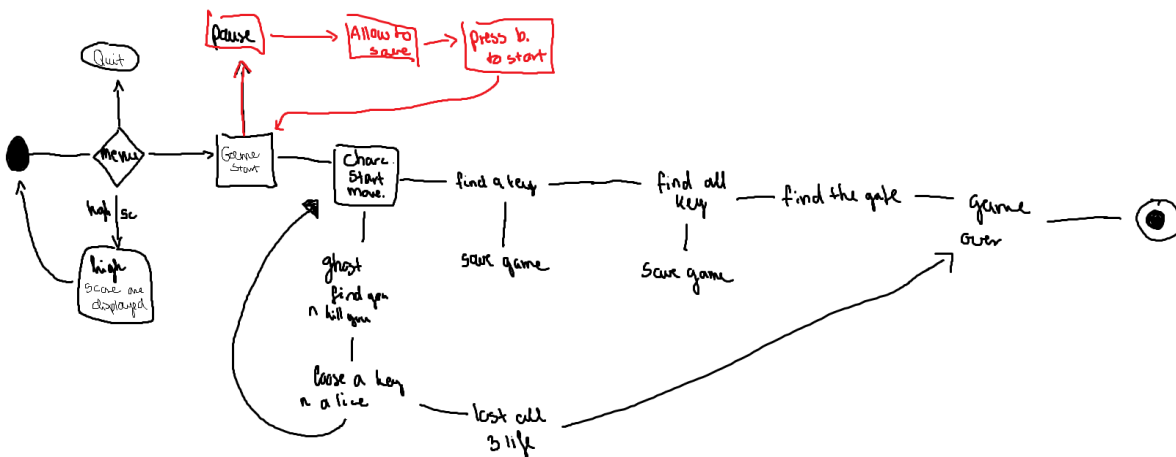 Pause
Allow to
save
Press b.
to start
Quit
menu
Game
Start
Charc.
Start
move.
find a key
find all
key
find the gate
game
over
high
score are
displayed
save game
save game
ghost
find you
n kill you
loose a key
n a live
lost all
3 life